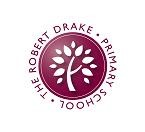 THE ROBERT DRAKE • PRIMARY SCHOOL •